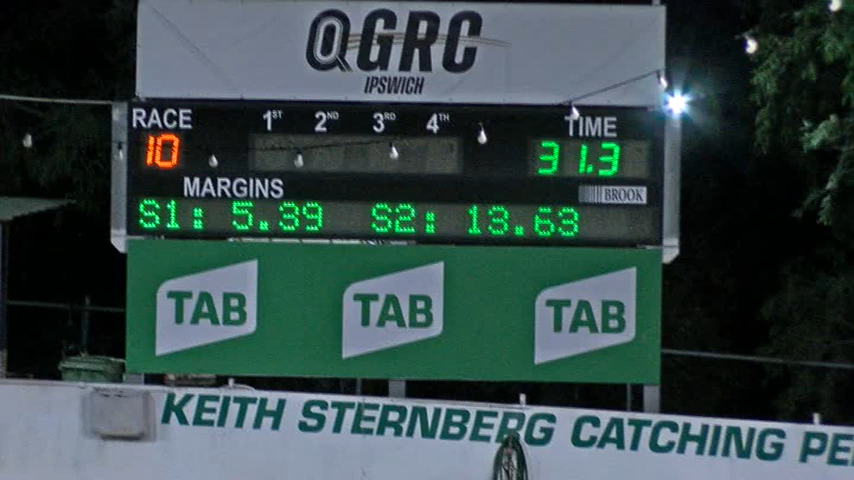 QGRC
IPSWICH
RACE 1ST 2ND 3RD 4TH TIME
10 31.3
MARGINS BROOK
S1: 5.39 S2: 13.63
TAB TAB TAB
KEITH STERNBERG CATCHING PE